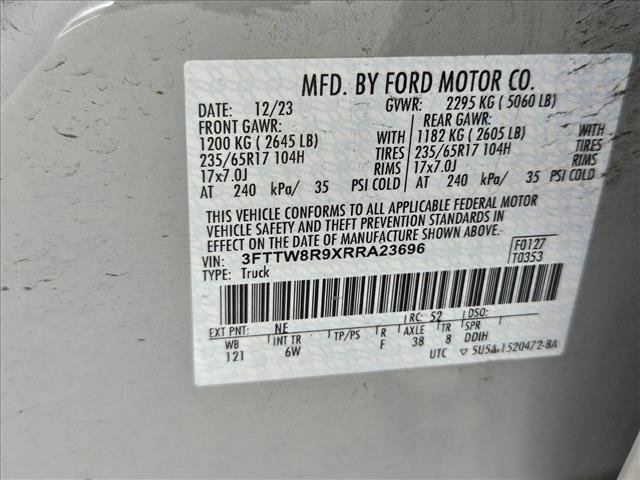 MFD. BY FORD MOTOR CO.
DATE: 12/23 GVWR: 2295 KG ( 5060 LB)
FRONT GAWR: REAR GAWR:
1200 KG ( 2645 LB) WITH 1182 KG ( 2605 LB) WITH
235/65R17 104H TIRES 235/65R17 104H TIRES
17x7.0J RIMS 17x7.0J RIMS
AT 240 kPa/ 35 PSI COLD AT 240 kPa/ 35 PSI COLD
THIS VEHICLE CONFORMS TO ALL APPLICABLE FEDERAL MOTOR
VEHICLE SAFETY AND THEFT PREVENTION STANDARDS IN
EFFECT ON THE DATE OF MANUFACTURE SHOWN ABOVE.
VIN: 3FTTW8R9XRRA23696 F0127
TYPE: Truck T0353
EXT PNT: NE RC: 52 DSO:
WB INT TR TP/PS R AXLE TR SPR
121 6W F 38 8 DDIH
UTC ▽ 5U5A-1520472-BA